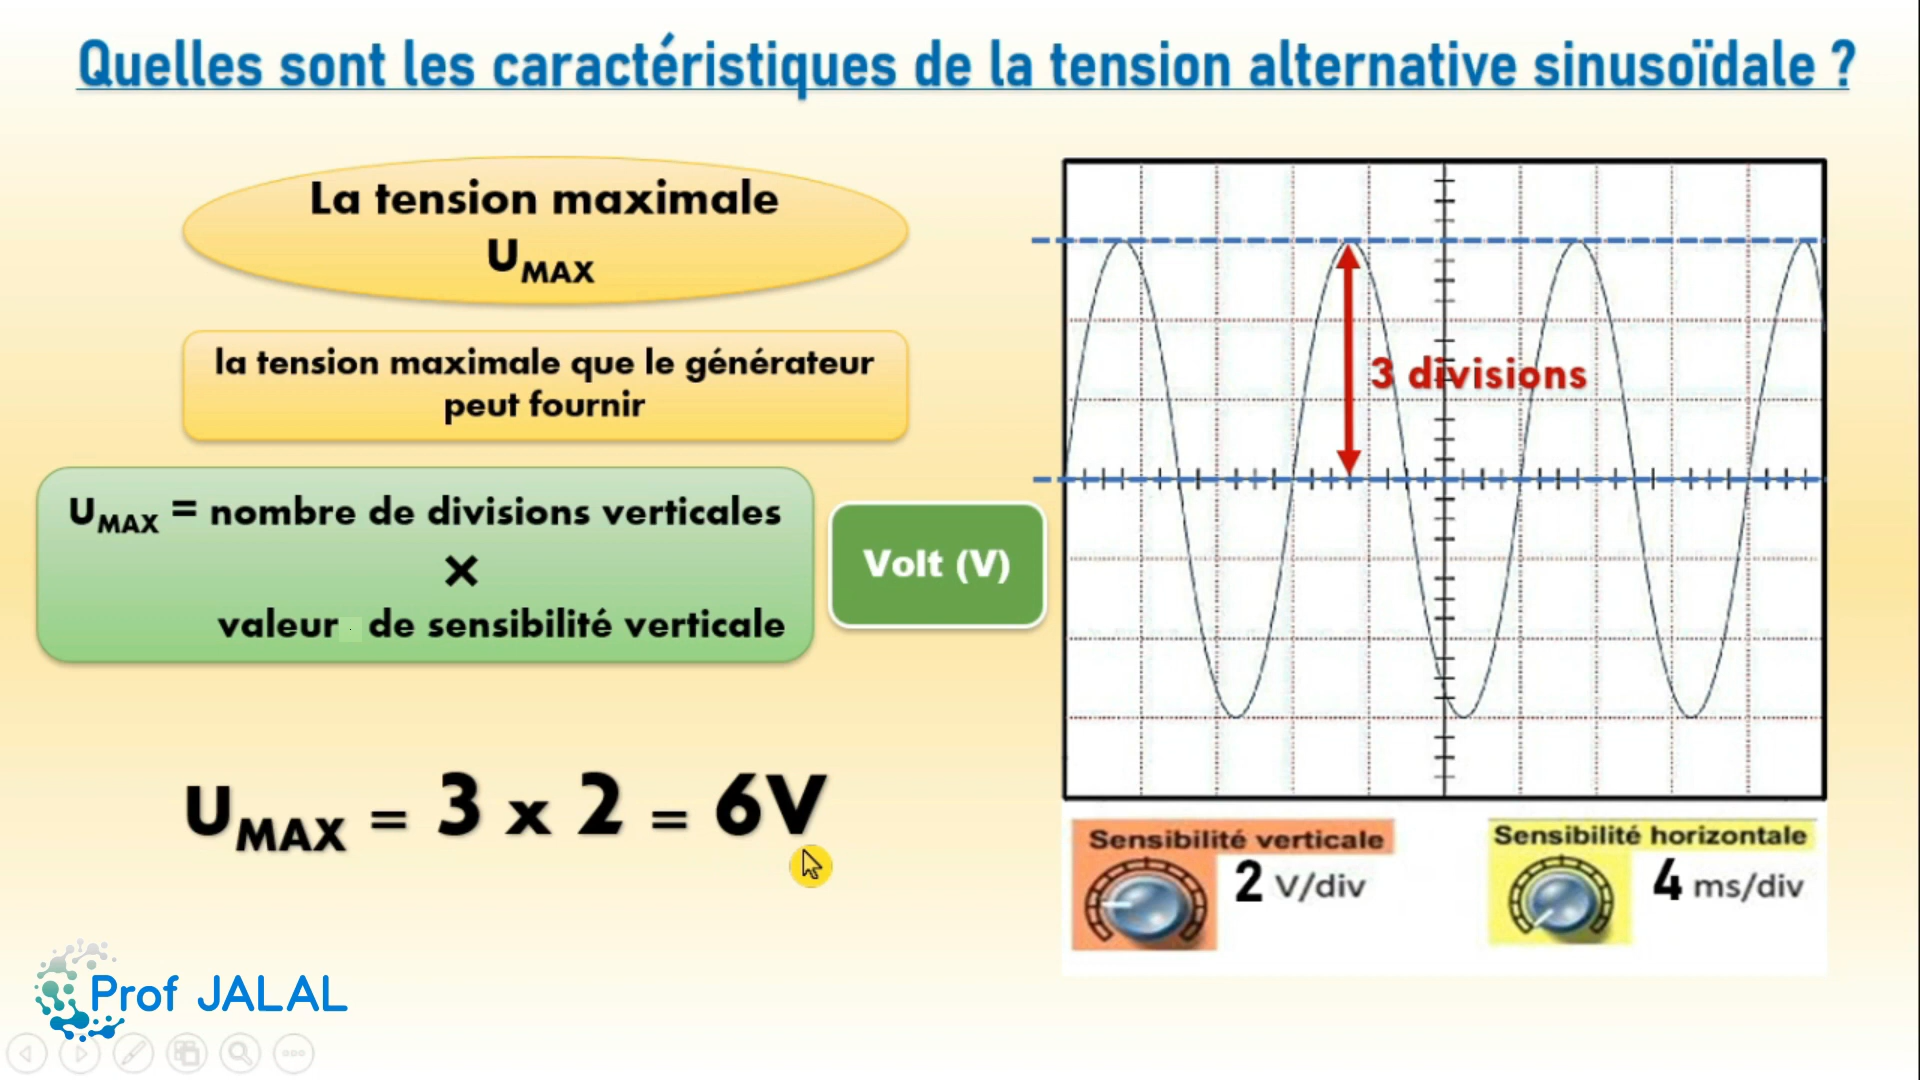 Quelles sont les caractéristiques de la tension alternative sinusoïdale ?
La tension maximale
UMAX
la tension maximale que le générateur
peut fournir
UMAX = nombre de divisions verticales
×
valeur de sensibilité verticale
Volt (V)
UMAX = 3 x 2 = 6V
3 divisions
Sensibilité verticale
2 V/div
Sensibilité horizontale
4 ms/div
Prof JALAL